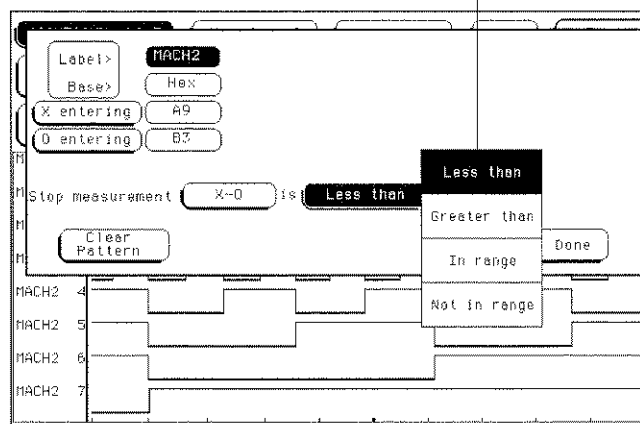 Label>
MACH2
Base>
Hex
X entering
A9
O entering
B3
Stop measurement X-O is Less than
Less than
Greater than
In range
Not in range
Clear
Pattern
Done
MACH2 4
MACH2 5
MACH2 6
MACH2 7